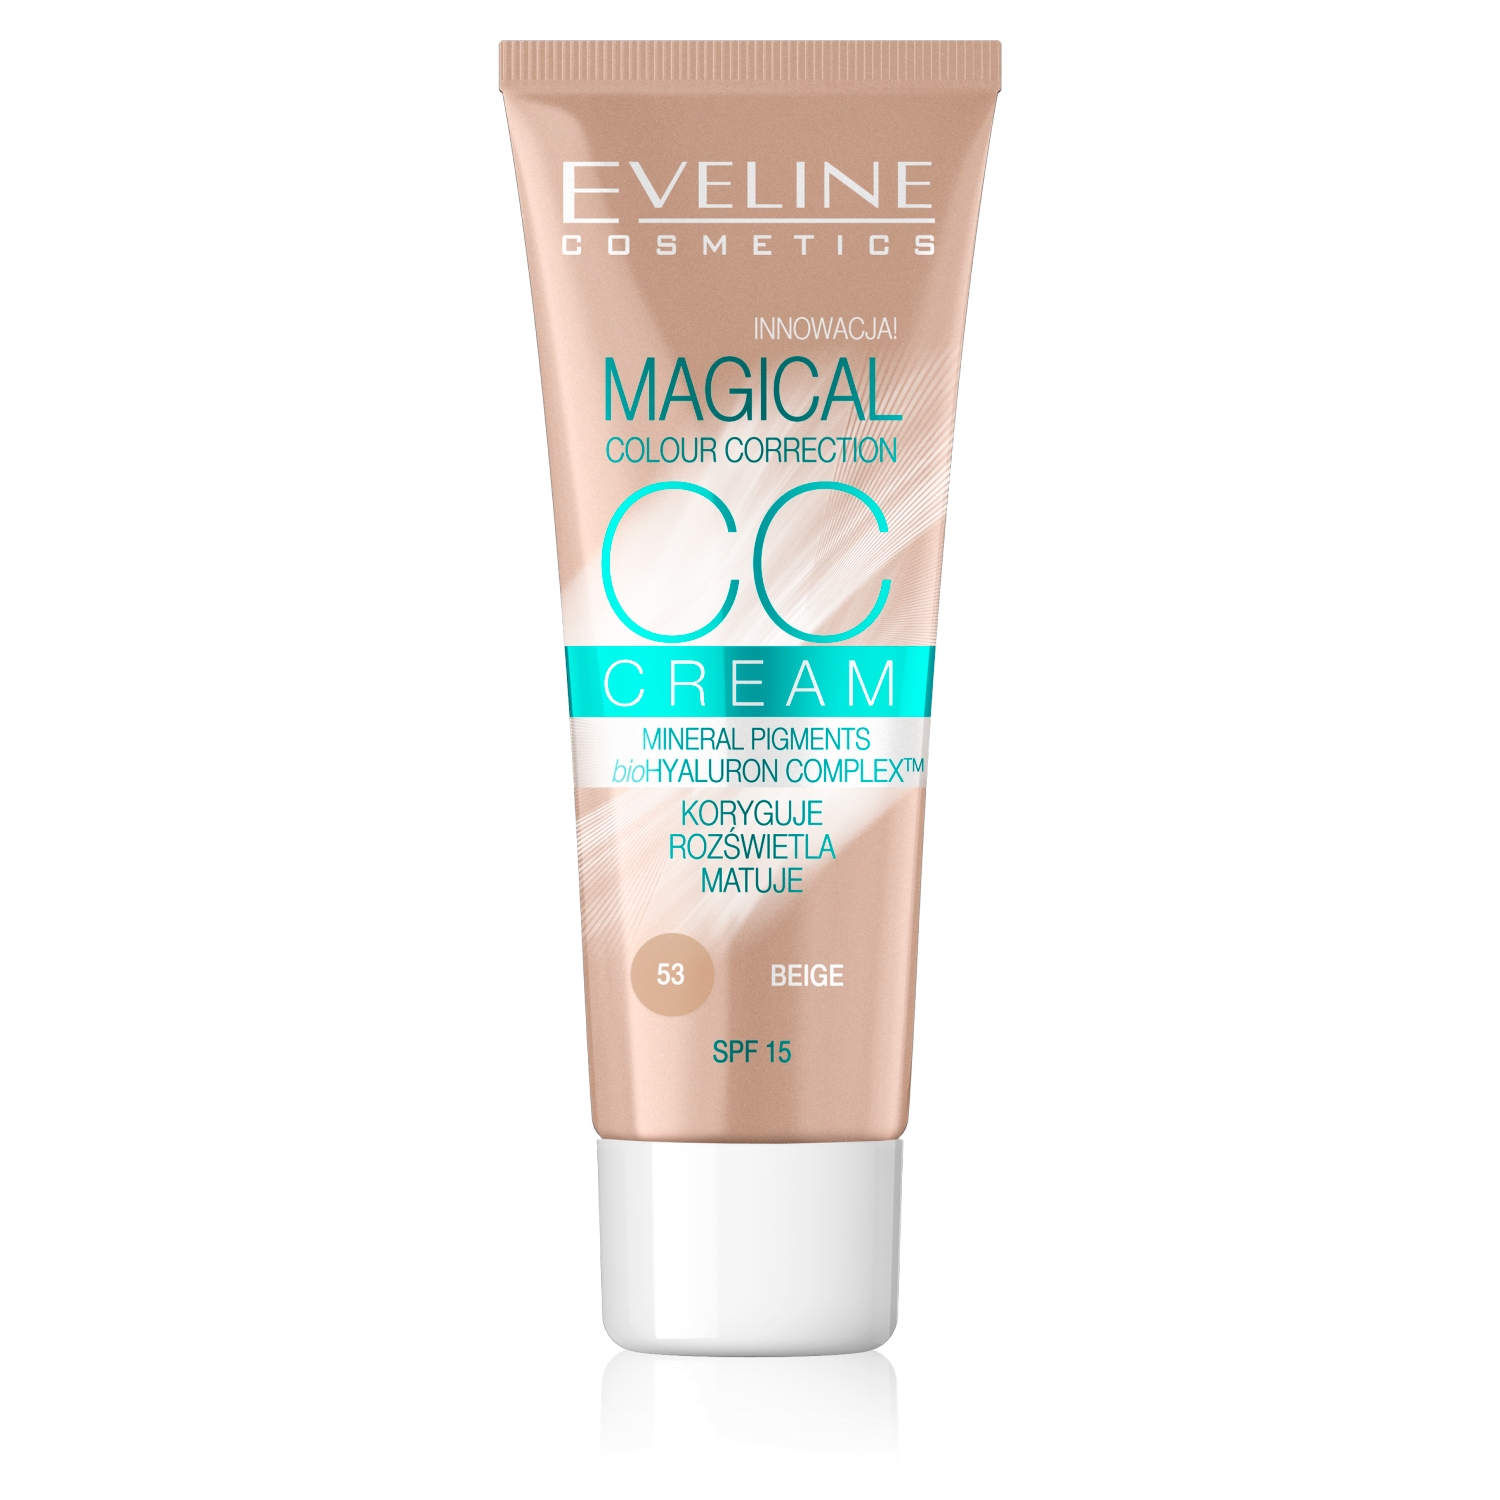 EVELINE
COSMETICS
INNOWACJA!
MAGICAL
COLOUR CORRECTION
CC
CREAM
MINERAL PIGMENTS
bioHYALURON COMPLEX™
KORYGUJE
ROZŚWIETLA
MATUJE
53 BEIGE
SPF 15